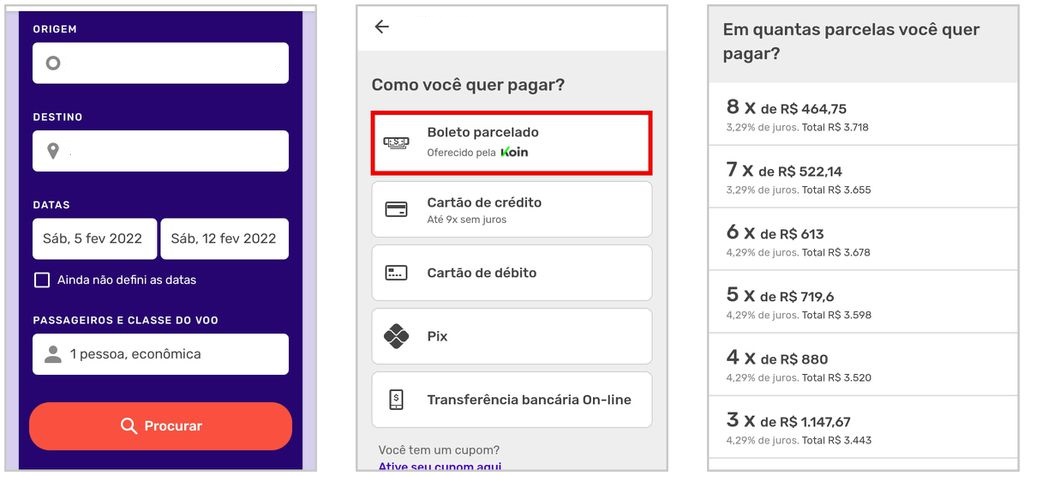 ORIGEM
DESTINO
DATAS
Sáb, 5 fev 2022
Sáb, 12 fev 2022
Ainda não defini as datas
PASSAGEIROS E CLASSE DO VOO
1 pessoa, econômica
Procurar
Como você quer pagar?
Boleto parcelado
Oferecido pela Koin
Cartão de crédito
Até 9x sem juros
Cartão de débito
Pix
Transferência bancária On-line
Você tem um cupom?
Ative seu cupom aqui
Em quantas parcelas você quer
pagar?
8 x de R$ 464,75
3,29% de juros. Total R$ 3.718
7 x de R$ 522,14
3,29% de juros. Total R$ 3.655
6 x de R$ 613
4,29% de juros. Total R$ 3.678
5 x de R$ 719,6
4,29% de juros. Total R$ 3.598
4 x de R$ 880
4,29% de juros. Total R$ 3.520
3 x de R$ 1.147,67
4,29% de juros. Total R$ 3.443